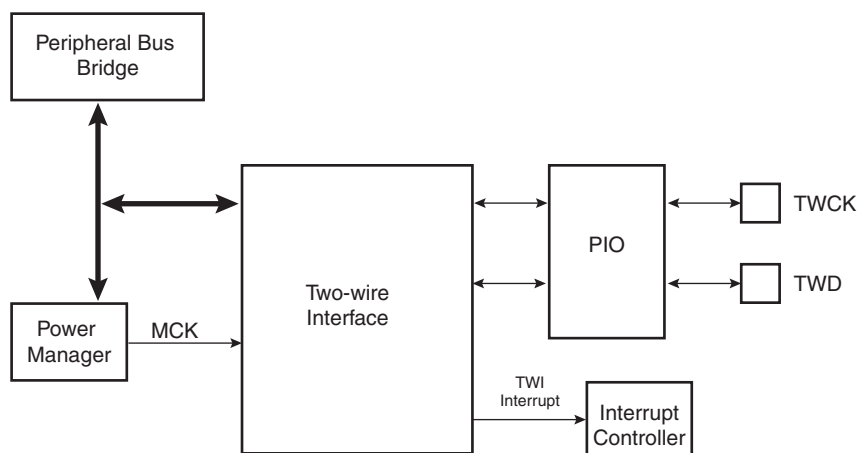 Peripheral Bus
Bridge
TWCK
PIO
Two-wire
Interface
TWD
Power
Manager
MCK
TWI
Interrupt
Interrupt
Controller